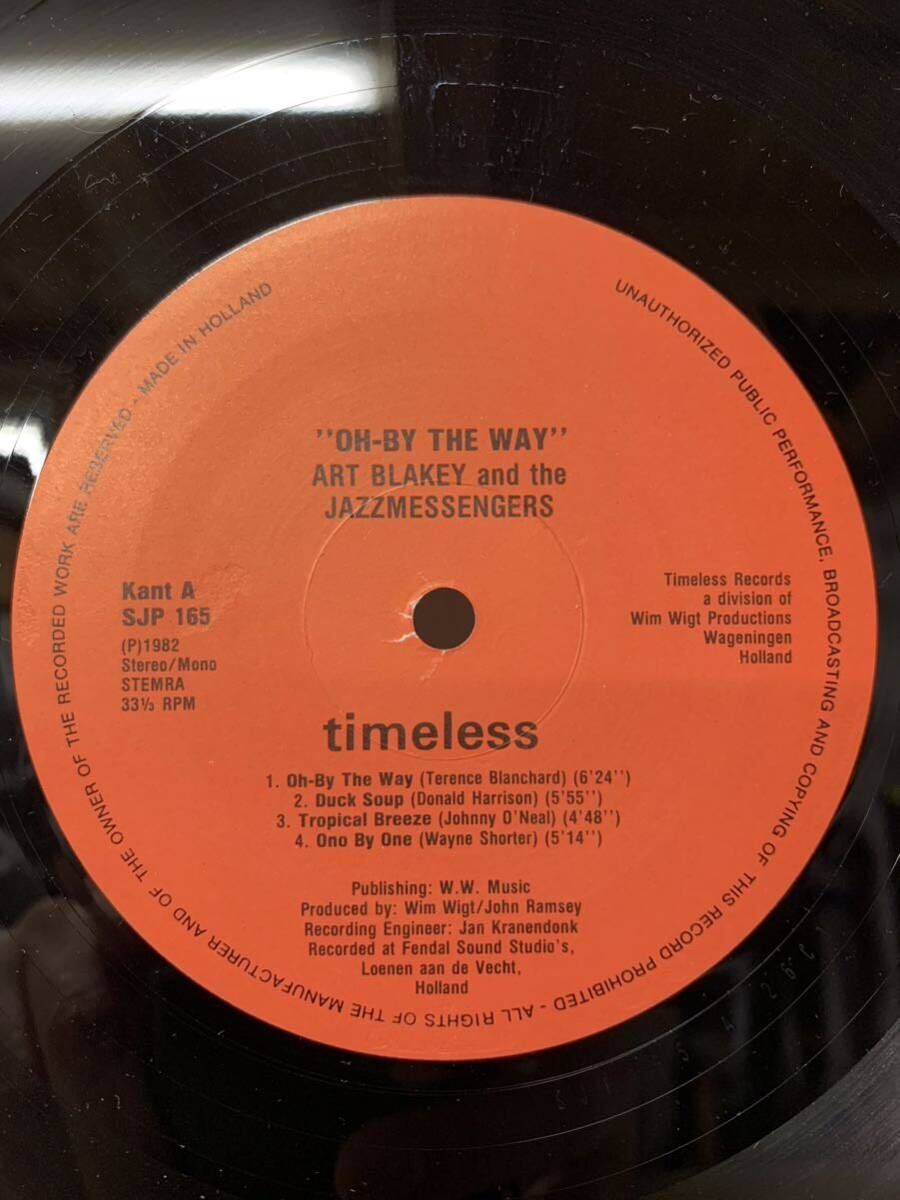 "OH-BY THE WAY"
ART BLAKEY and the
JAZZMESSENGERS
Kant A
SJP 165
(P)1982
Stereo/Mono
STEMRA
33⅓ RPM
Timeless Records
a division of
Wim Wigt Productions
Wageningen
Holland
timeless
1. Oh-By The Way (Terence Blanchard) (6'24'')
2. Duck Soup (Donald Harrison) (5'55'')
3. Tropical Breeze (Johnny O'Neal) (4'48'')
4. Ono By One (Wayne Shorter) (5'14'')
Publishing: W.W. Music
Produced by: Wim Wigt/John Ramsey
Recording Engineer: Jan Kranendonk
Recorded at Fendal Sound Studio's,
Loenen aan de Vecht,
Holland
UNAUTHORIZED PUBLIC PERFORMANCE, BROADCASTING AND COPYING OF THIS RECORD PROHIBITED - ALL RIGHTS OF THE MANUFACTURER AND OF THE OWNER OF THE RECORDED WORK ARE RESERVED - MADE IN HOLLAND